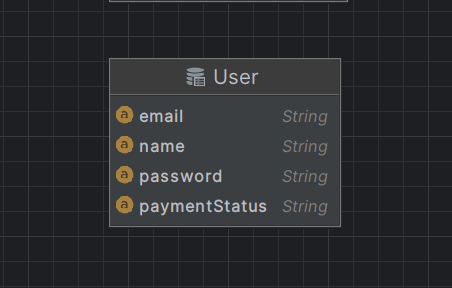 User
a email String
a name String
a password String
a paymentStatus String